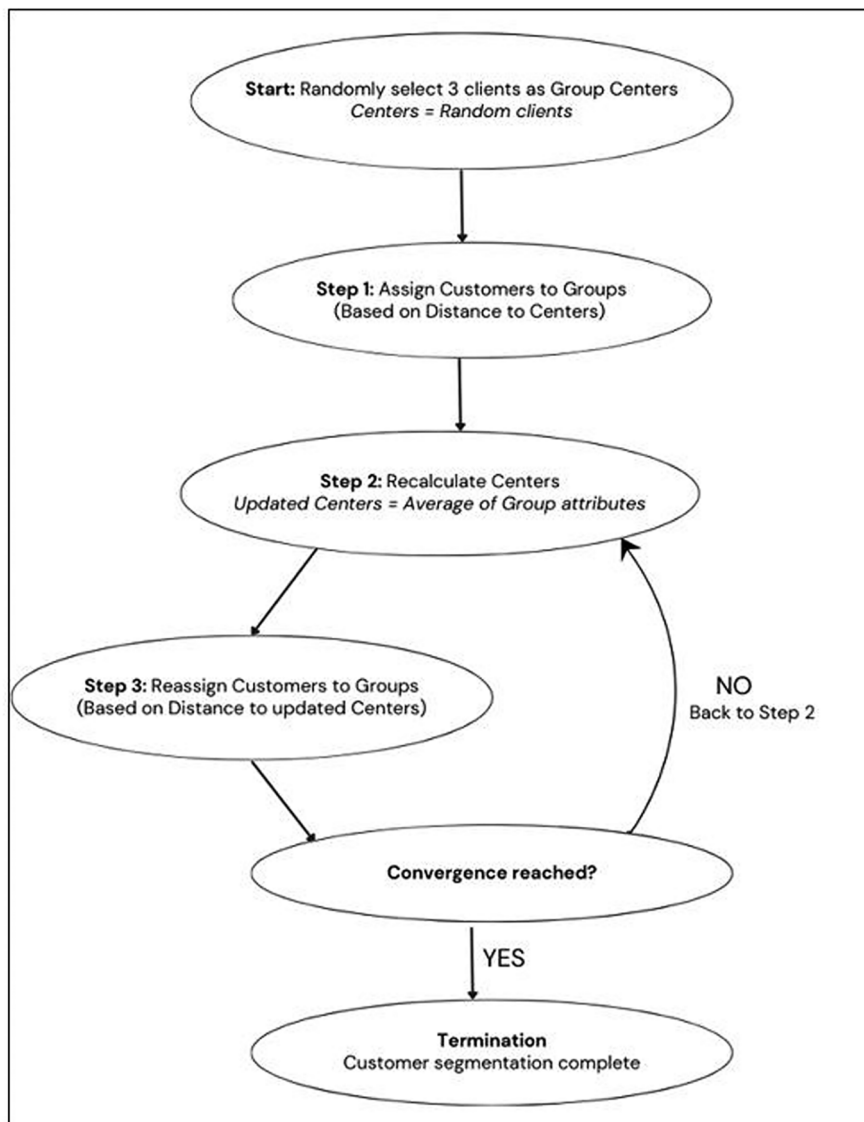 Start: Randomly select 3 clients as Group Centers
Centers = Random clients
Step 1: Assign Customers to Groups
(Based on Distance to Centers)
Step 2: Recalculate Centers
Updated Centers = Average of Group attributes
Step 3: Reassign Customers to Groups
(Based on Distance to updated Centers)
NO
Back to Step 2
Convergence reached?
YES
Termination
Customer segmentation complete